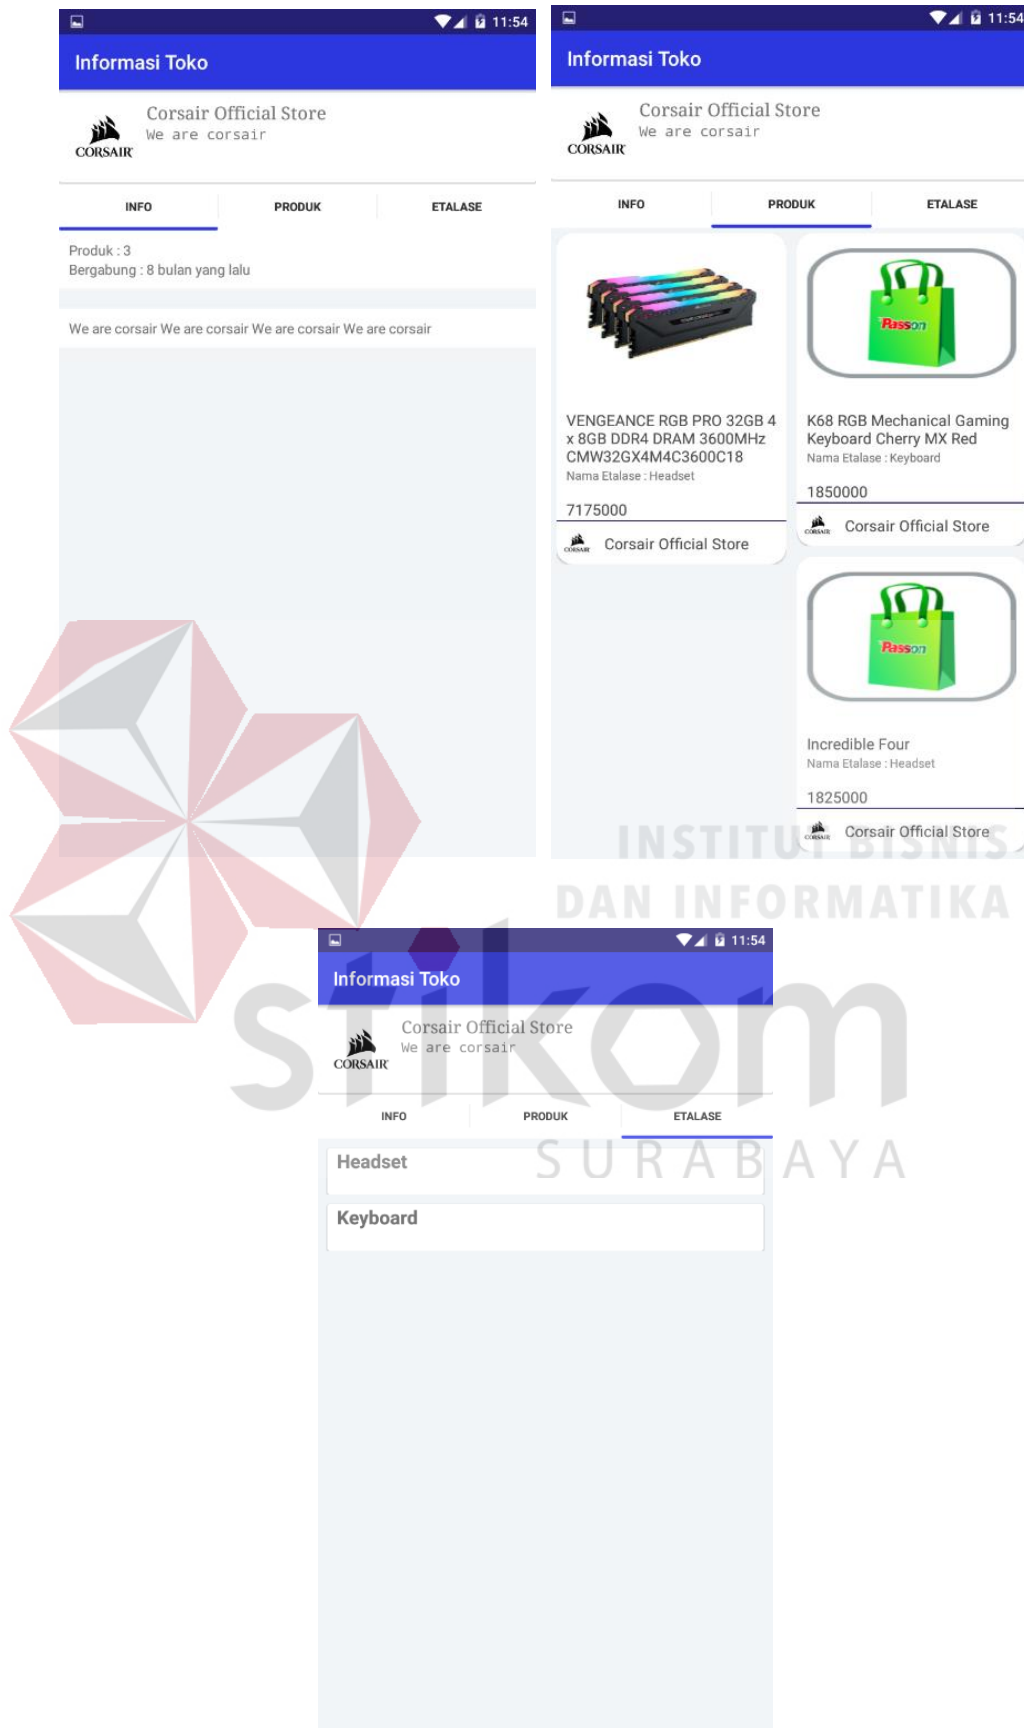 11:54
Informasi Toko
CORSAIR
Corsair Official Store
We are corsair
INFO
PRODUK
ETALASE
Produk : 3
Bergabung : 8 bulan yang lalu
We are corsair We are corsair We are corsair We are corsair
11:54
Informasi Toko
CORSAIR
Corsair Official Store
We are corsair
INFO
PRODUK
ETALASE
VENGEANCE RGB PRO 32GB 4
x 8GB DDR4 DRAM 3600MHz
CMW32GX4M4C3600C18
Nama Etalase : Headset
7175000
CORSAIR
Corsair Official Store
Passon
K68 RGB Mechanical Gaming
Keyboard Cherry MX Red
Nama Etalase : Keyboard
1850000
CORSAIR
Corsair Official Store
Passon
Incredible Four
Nama Etalase : Headset
1825000
CORSAIR
Corsair Official Store
INSTITUT BISNIS
DAN INFORMATIKA
stikom
SURABAYA
11:54
Informasi Toko
CORSAIR
Corsair Official Store
We are corsair
INFO
PRODUK
ETALASE
Headset
Keyboard